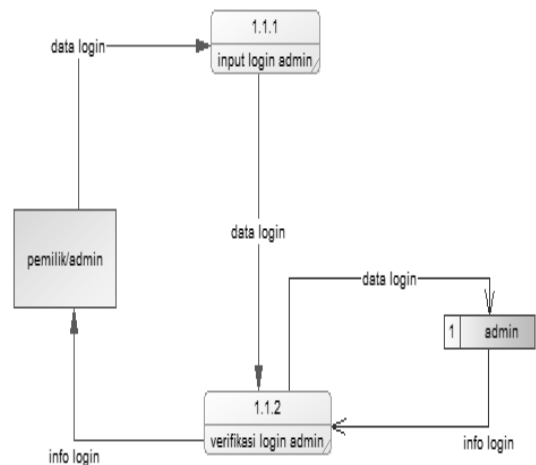 1.1.1
data login
input login admin
data login
pemilik/admin
data login
1 admin
1.1.2
verifikasi login admin
info login
info login